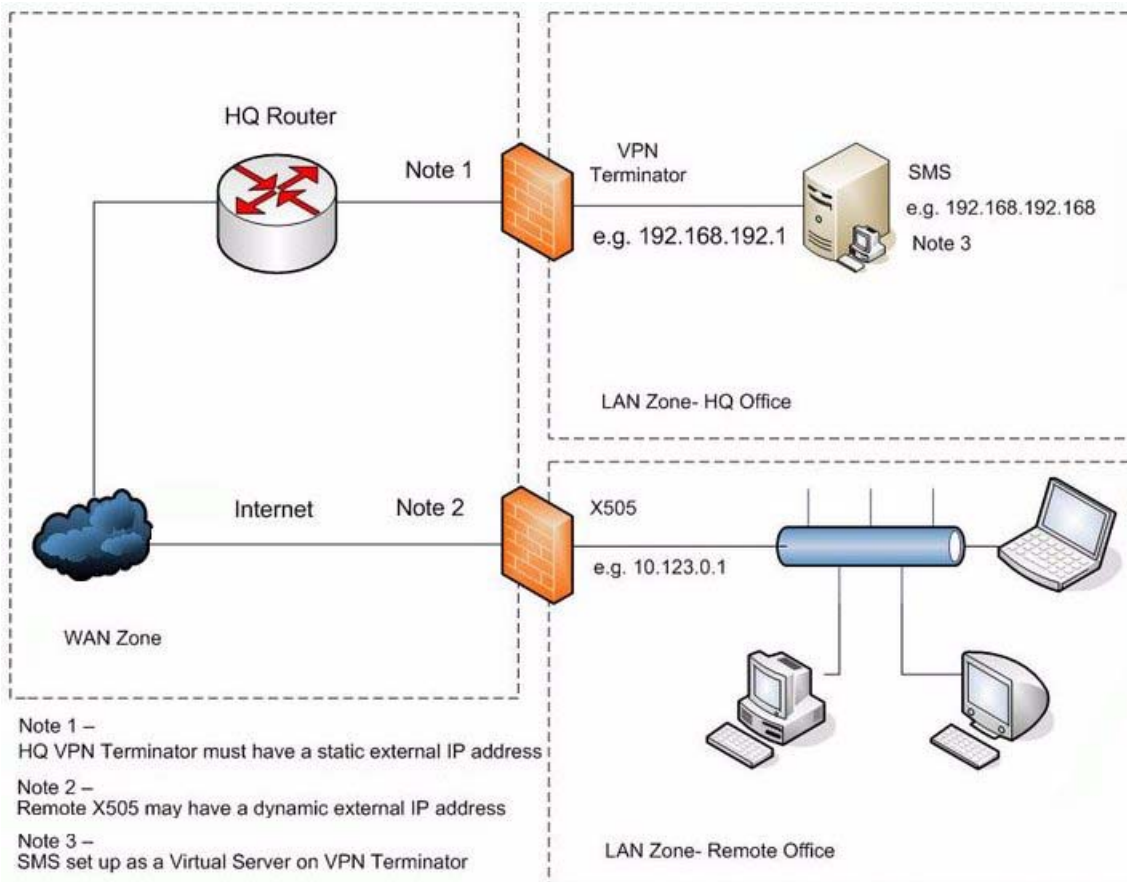 HQ Router
Note 1
VPN
Terminator
e.g. 192.168.192.1
SMS
e.g. 192.168.192.168
Note 3
LAN Zone- HQ Office
Internet
Note 2
WAN Zone
X505
e.g. 10.123.0.1
LAN Zone- Remote Office
Note 1 –
HQ VPN Terminator must have a static external IP address
Note 2 –
Remote X505 may have a dynamic external IP address
Note 3 –
SMS set up as a Virtual Server on VPN Terminator